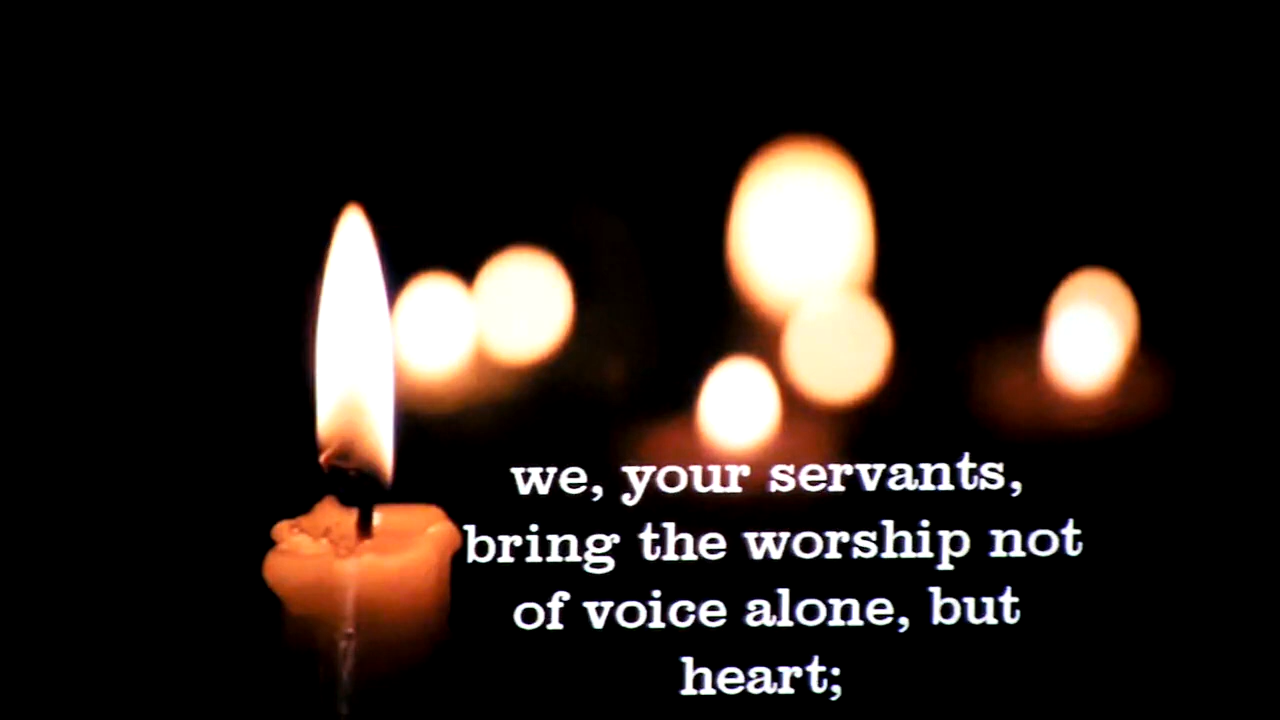 we, your servants,
bring the worship not
of voice alone, but
heart;